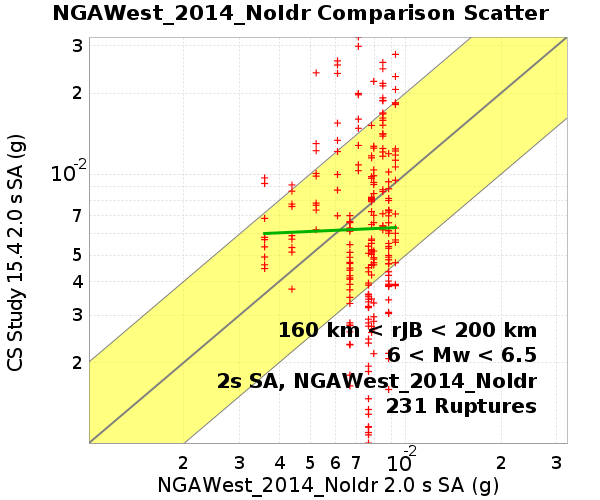 NGAWest_2014_NoIdr Comparison Scatter
CS Study 15.4 2.0 s SA (g)
3
2
10-2
7
5
4
3
2
160 km < rJB < 200 km
6 < Mw < 6.5
2s SA, NGAWest_2014_NoIdr
231 Ruptures
2 3 4 5 6 7 10-2 2 3
NGAWest_2014_NoIdr 2.0 s SA (g)